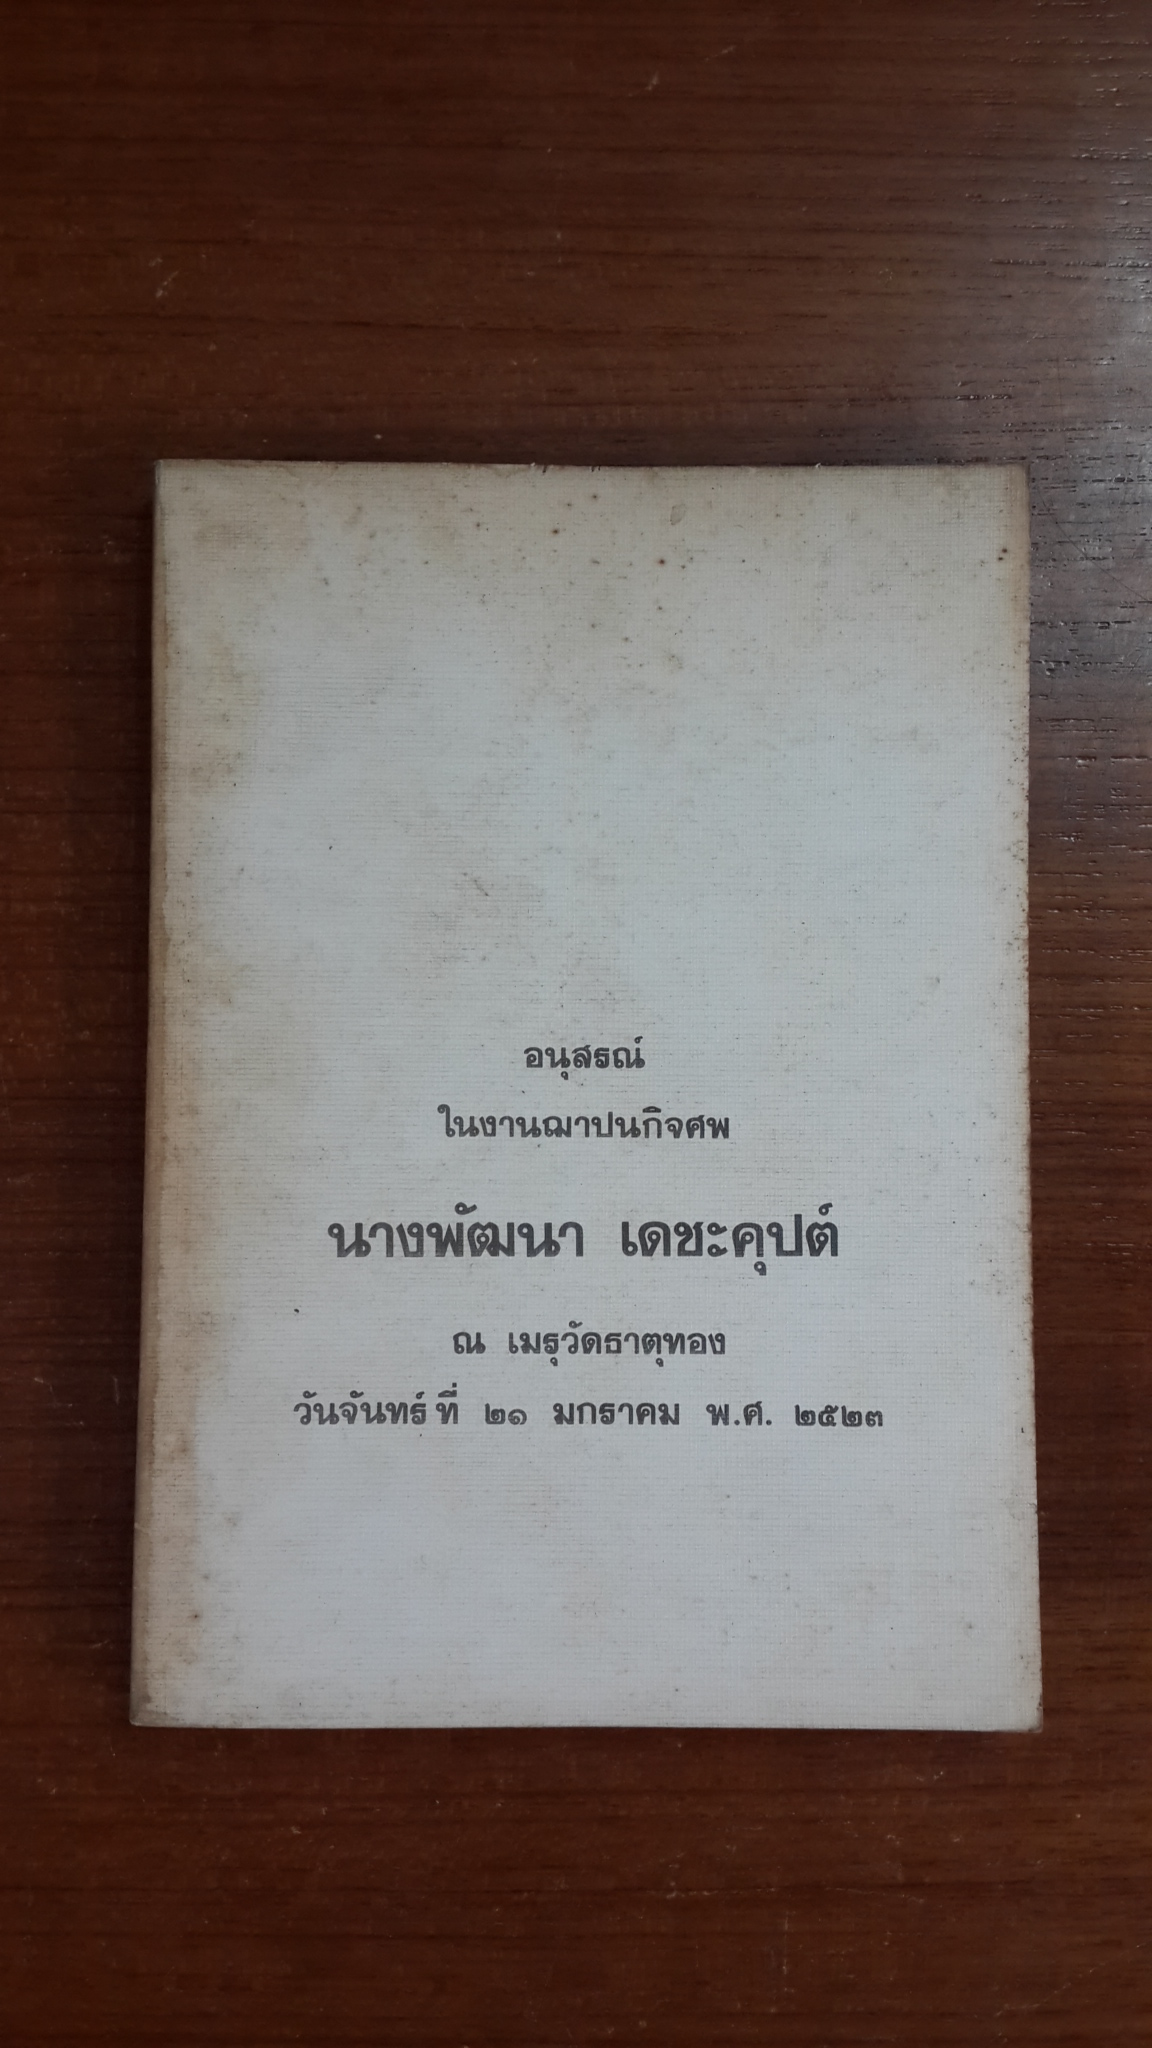 อนุสรณ์
ในงานฌาปนกิจศพ
นางพัฒนา เดชะคุปต์
ณ เมรุวัดธาตุทอง
วันจันทร์ ที่ ๒๑ มกราคม พ.ศ. ๒๕๒๓